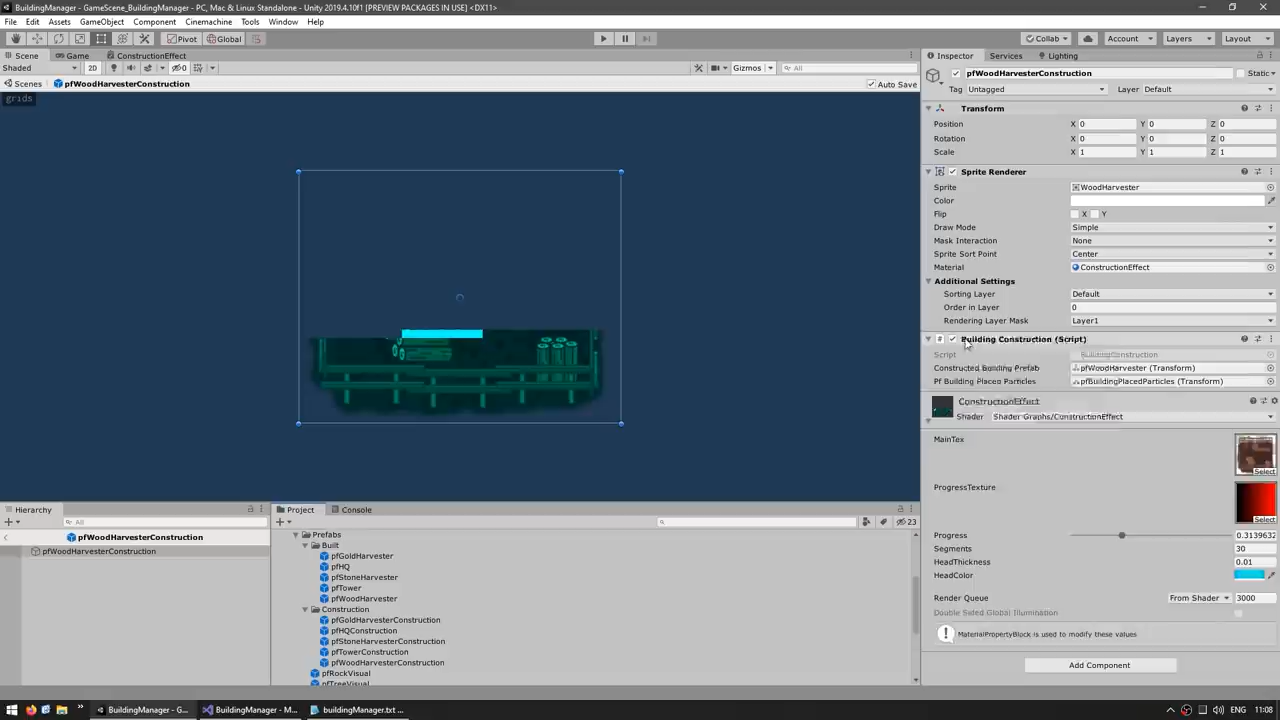 BuildingManager - GameScene_BuildingManager - PC, Mac & Linux Standalone - Unity 2019.4.10f1 [PREVIEW PACKAGES IN USE] <DX11>
File Edit Assets GameObject Component Cinemachine Tools Window Help
Pivot Global Collab Account Layers Layout
Scene Game ConstructionEffect
Shaded 2D 0 Gizmos All
Scenes pfWoodHarvesterConstruction Auto Save
grids
Hierarchy
All
pfWoodHarvesterConstruction
pfWoodHarvesterConstruction
Project Console
23
Prefabs
Built
pfGoldHarvester
pfHQ
pfStoneHarvester
pfTower
pfWoodHarvester
Construction
pfGoldHarvesterConstruction
pfHQConstruction
pfStoneHarvesterConstruction
pfTowerConstruction
pfWoodHarvesterConstruction
pfRockVisual
pfTreeVisual
Inspector Services Lighting
pfWoodHarvesterConstruction Static
Tag Untagged Layer Default
Transform
Position X 0 Y 0 Z 0
Rotation X 0 Y 0 Z 0
Scale X 1 Y 1 Z 1
Sprite Renderer
Sprite WoodHarvester
Color
Flip X Y
Draw Mode Simple
Mask Interaction None
Sprite Sort Point Center
Material ConstructionEffect
Additional Settings
Sorting Layer Default
Order in Layer 0
Rendering Layer Mask Layer1
Building Construction (Script)
Script BuildingConstruction
Constructed Building Prefab pfWoodHarvester (Transform)
Pf Building Placed Particles pfBuildingPlacedParticles (Transform)
ConstructionEffect
Shader Shader Graphs/ConstructionEffect
MainTex
Select
ProgressTexture
Select
Progress 0.3139632
Segments 30
HeadThickness 0.01
HeadColor
Render Queue From Shader 3000
Double Sided Global Illumination
MaterialPropertyBlock is used to modify these values
Add Component
BuildingManager - G... BuildingManager - M... buildingManager.txt ... ENG 11:08